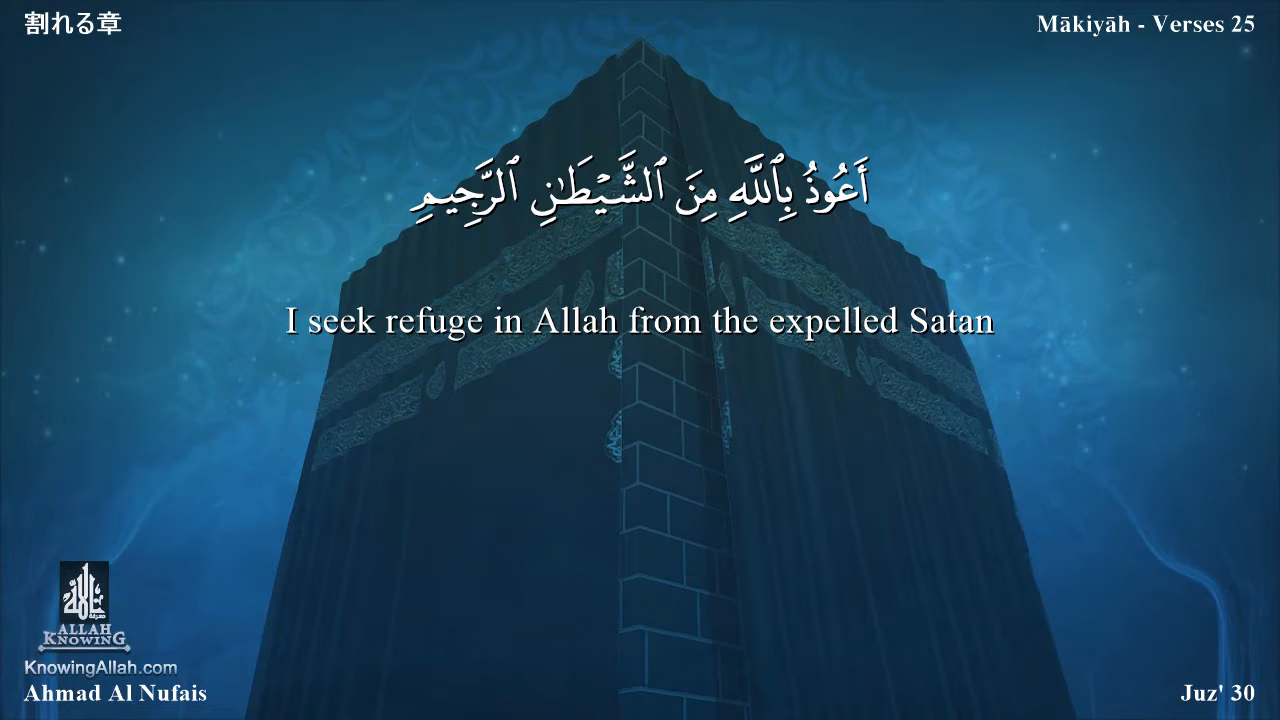 割れる章
Mākiyāh - Verses 25
أَعُوذُ بِٱللَّهِ مِنَ ٱلشَّيْطَـٰنِ ٱلرَّجِيمِ
I seek refuge in Allah from the expelled Satan
ALLAH
KNOWING
KnowingAllah.com
Ahmad Al Nufais
Juz' 30